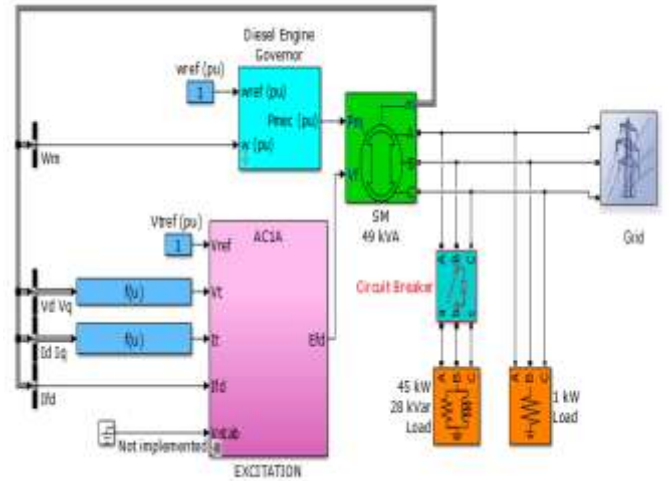 Diesel Engine
Governor
wref (pu)
1
wref (pu)
Pmec (pu)
w (pu)
Wm
Pm
Vf
m
A
B
C
SM
49 kVA
Grid
Vtref (pu)
1
AC1A
Vref
Vt
It
Efd
Ifd
f(u)
Vd Vq
f(u)
Id Iq
Ifd
Not implemented
EXCITATION
Circuit Breaker
A
B
C
a
b
c
45 kW
28 kVar
Load
A
B
C
1 kW
Load
A
B
C